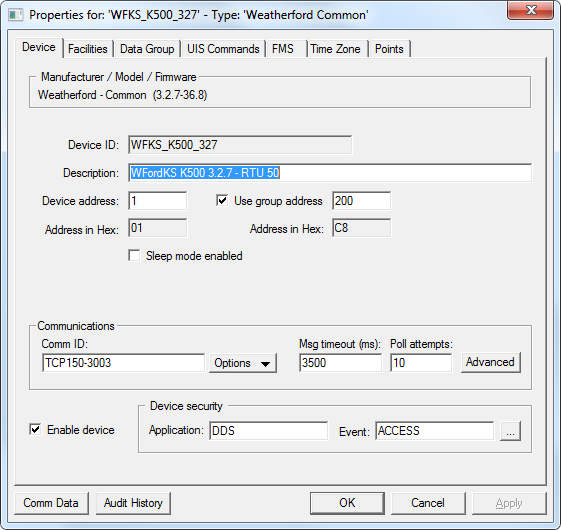 Properties for: 'WFKS_K500_327' - Type: 'Weatherford Common'
Device Facilities Data Group UIS Commands FMS Time Zone Points
Manufacturer / Model / Firmware
Weatherford - Common (3.2.7-36.8)
Device ID: WFKS_K500_327
Description: WFordKS K500 3.2.7 - RTU 50
Device address: 1 Use group address 200
Address in Hex: 01 Address in Hex: C8
Sleep mode enabled
Communications
Comm ID: Msg timeout (ms): Poll attempts:
TCP150-3003 Options 3500 10 Advanced
Device security
Enable device Application: DDS Event: ACCESS ...
Comm Data Audit History OK Cancel Apply